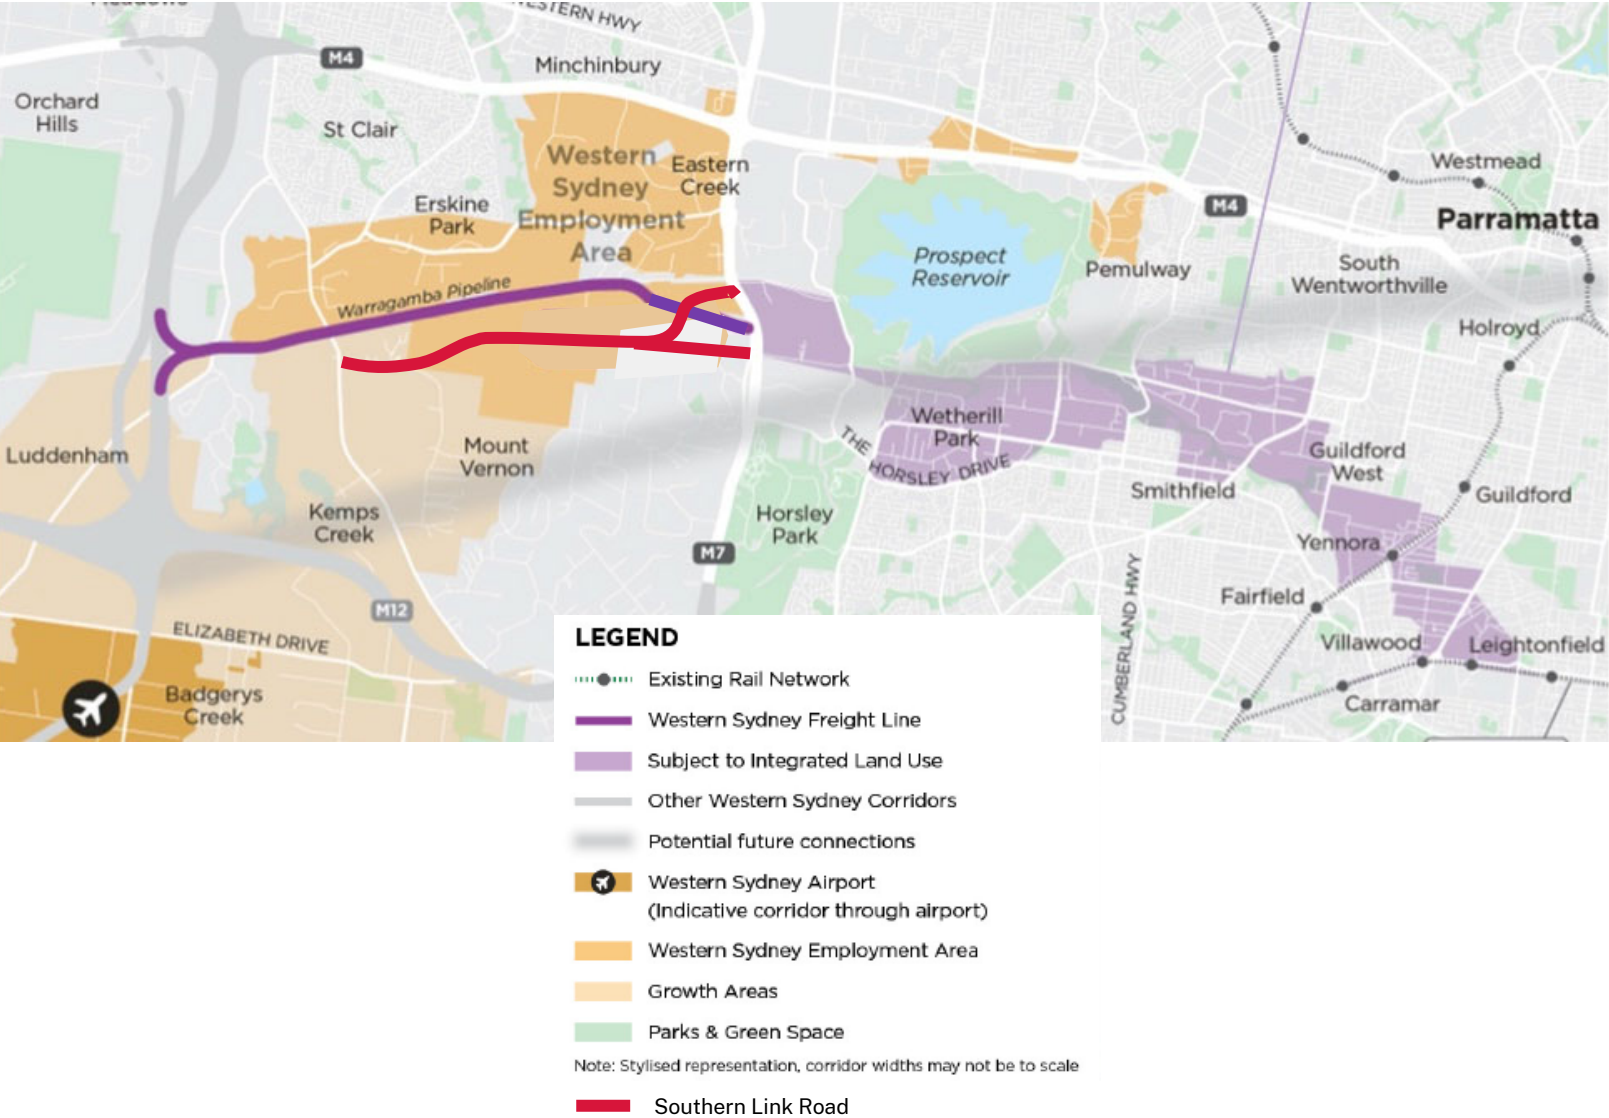 WESTERN HWY
M4
Minchinbury
Orchard
Hills
St Clair
Western
Sydney
Employment
Area
Eastern
Creek
Westmead
Erskine
Park
M4
Parramatta
Prospect
Reservoir
Pemulway
South
Wentworthville
Warragamba Pipeline
Holroyd
Wetherill
Park
THE
HORSLEY DRIVE
Luddenham
Mount
Vernon
Guildford
West
Smithfield
Guildford
Kemps
Creek
Horsley
Park
Yennora
M7
CUMBERLAND HWY
Fairfield
M12
ELIZABETH DRIVE
Villawood
Leightonfield
Badgerys
Creek
Carramar
LEGEND
Existing Rail Network
Western Sydney Freight Line
Subject to Integrated Land Use
Other Western Sydney Corridors
Potential future connections
Western Sydney Airport
(Indicative corridor through airport)
Western Sydney Employment Area
Growth Areas
Parks & Green Space
Note: Stylised representation, corridor widths may not be to scale
Southern Link Road